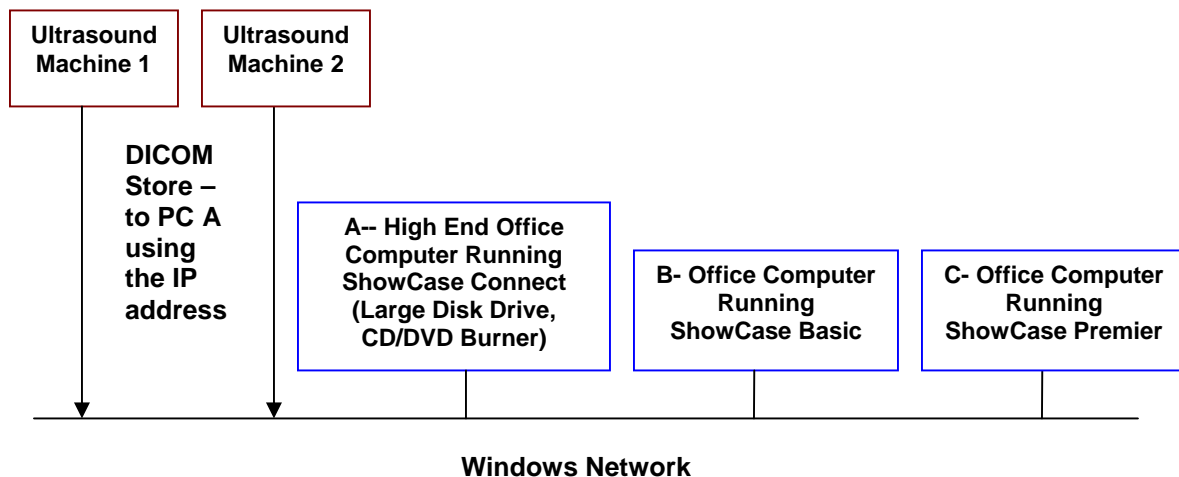 Ultrasound
Machine 1
Ultrasound
Machine 2
DICOM
Store –
to PC A
using
the IP
address
A-- High End Office
Computer Running
ShowCase Connect
(Large Disk Drive,
CD/DVD Burner)
B- Office Computer
Running
ShowCase Basic
C- Office Computer
Running
ShowCase Premier
Windows Network